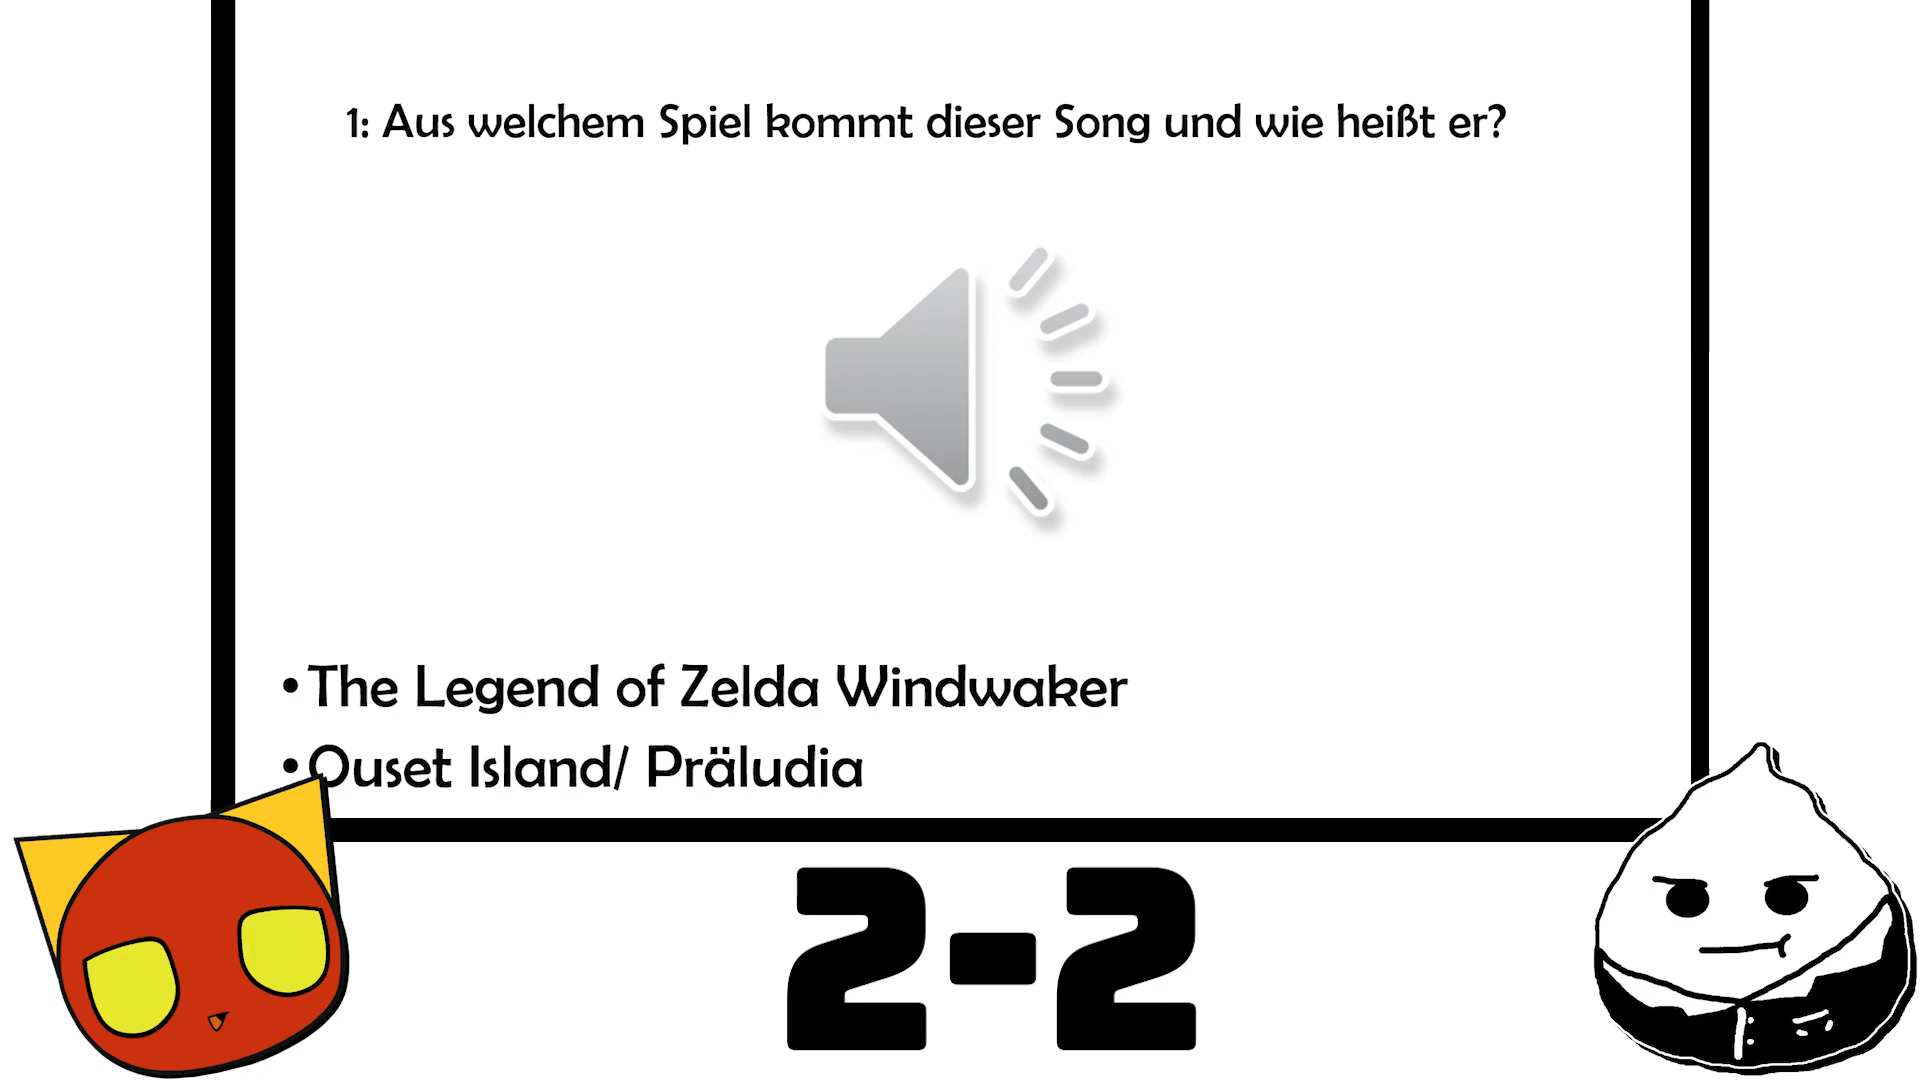 1: Aus welchem Spiel kommt dieser Song und wie heißt er?
• The Legend of Zelda Windwaker
• Ouset Island/ Präludia
2-2